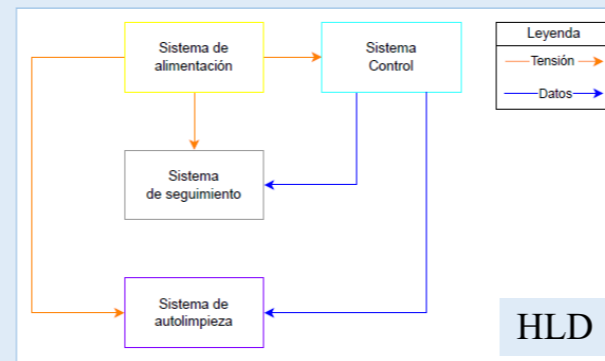 Sistema de
alimentación
Sistema
Control
Leyenda
Tensión
Datos
Sistema
de seguimiento
Sistema de
autolimpieza
HLD